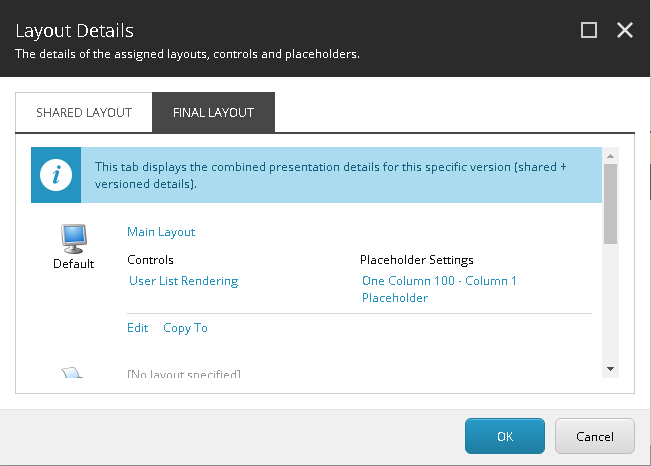 Layout Details
The details of the assigned layouts, controls and placeholders.
SHARED LAYOUT
FINAL LAYOUT
This tab displays the combined presentation details for this specific version (shared +
versioned details).
Default
Main Layout
Controls
Placeholder Settings
User List Rendering
One Column 100 - Column 1
Placeholder
Edit
Copy To
[No layout specified]
OK
Cancel